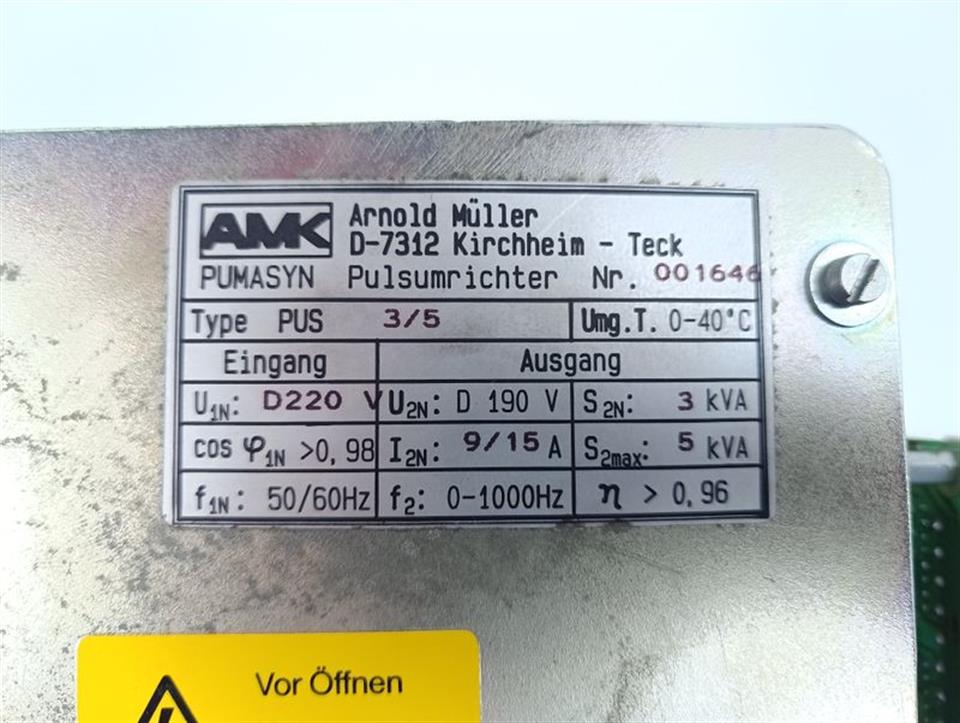 AMK Arnold Müller
D-7312 Kirchheim - Teck
PUMASYN Pulsumrichter Nr. 001646
Type PUS 3/5 Umg.T. 0-40°C
Eingang Ausgang
U1N: D220 V U2N: D 190 V S2N: 3 kVA
cos φ1N >0,98 I2N: 9/15 A S2max: 5 kVA
f1N: 50/60Hz f2: 0-1000Hz η > 0,96
Vor Öffnen